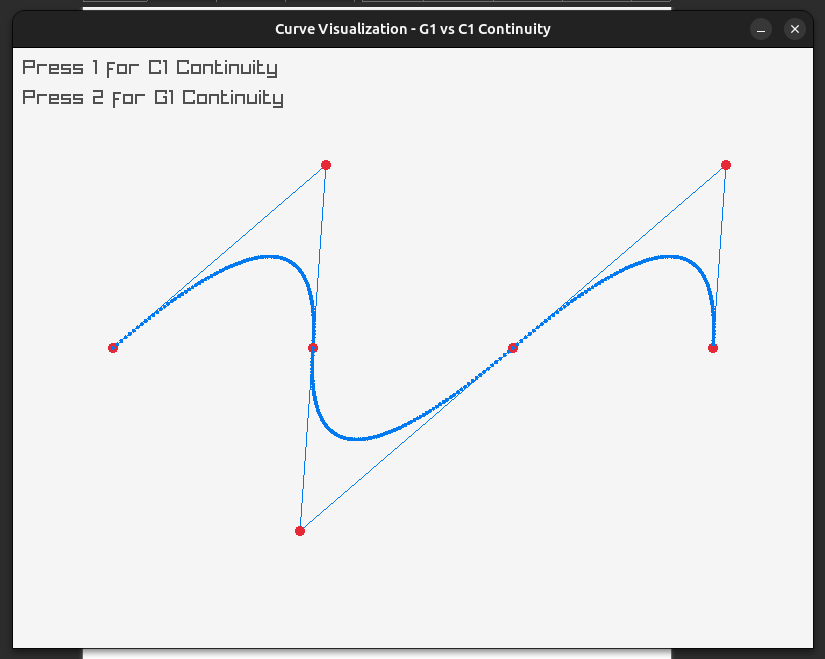 Curve Visualization - G1 vs C1 Continuity
Press 1 for C1 Continuity
Press 2 for G1 Continuity